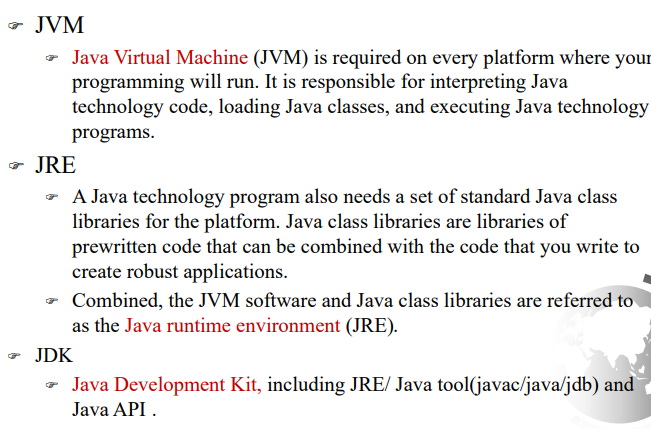 JVM
Java Virtual Machine (JVM) is required on every platform where your
programming will run. It is responsible for interpreting Java
technology code, loading Java classes, and executing Java technology
programs.
JRE
A Java technology program also needs a set of standard Java class
libraries for the platform. Java class libraries are libraries of
prewritten code that can be combined with the code that you write to
create robust applications.
Combined, the JVM software and Java class libraries are referred to
as the Java runtime environment (JRE).
JDK
Java Development Kit, including JRE/ Java tool(javac/java/jdb) and
Java API .